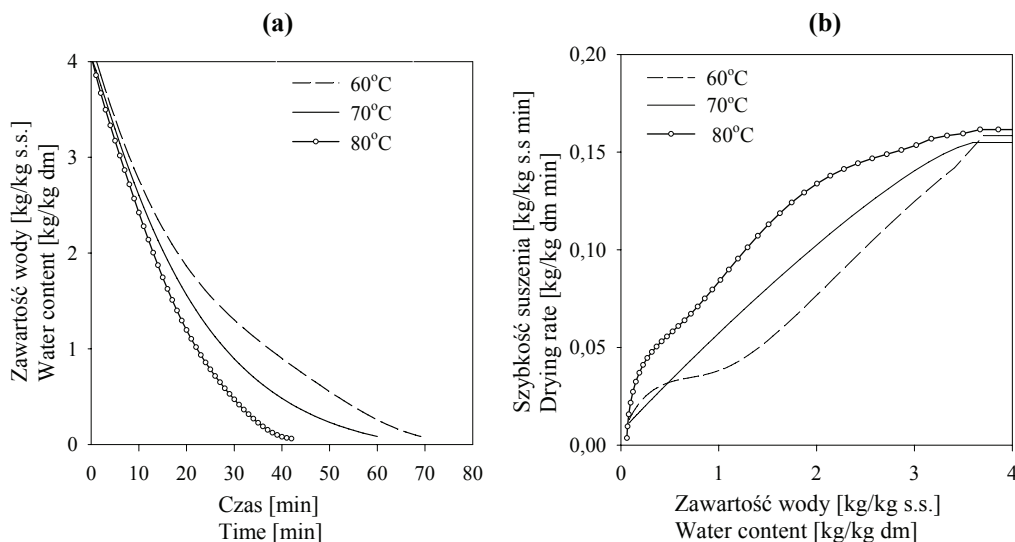 (a)
Zawartość wody [kg/kg s.s.]
Water content [kg/kg dm]
4
3
2
1
0
60°C
70°C
80°C
0 10 20 30 40 50 60 70 80
Czas [min]
Time [min]
(b)
Szybkość suszenia [kg/kg s.s min]
Drying rate [kg/kg dm min]
0,20
0,15
0,10
0,05
0,00
60°C
70°C
80°C
0 1 2 3 4
Zawartość wody [kg/kg s.s.]
Water content [kg/kg dm]